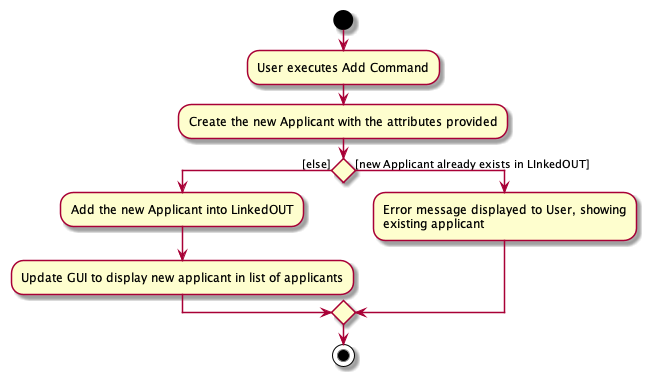 User executes Add Command
Create the new Applicant with the attributes provided
[else]
[new Applicant already exists in LInkedOUT]
Add the new Applicant into LinkedOUT
Error message displayed to User, showing
existing applicant
Update GUI to display new applicant in list of applicants